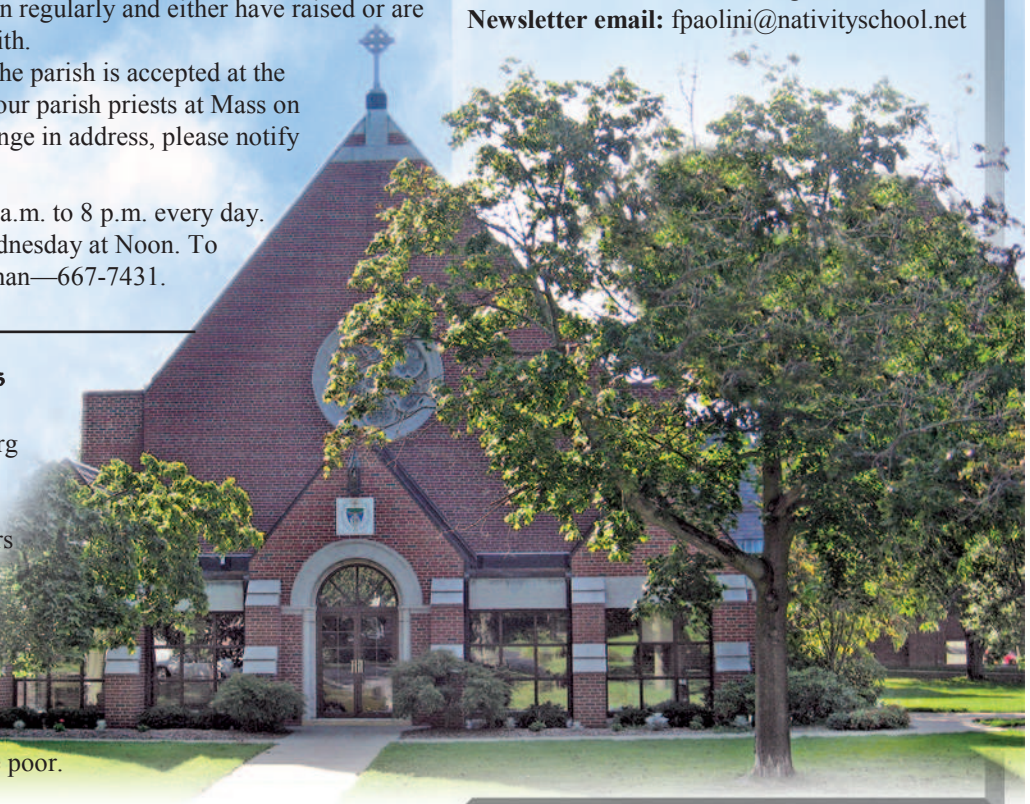 n regularly and either have raised or are
ith.
he parish is accepted at the
our parish priests at Mass on
nge in address, please notify
a.m. to 8 p.m. every day.
dnesday at Noon. To
nan—667-7431.
rg
rs
poor.
Newsletter email: fpaolini@nativityschool.net